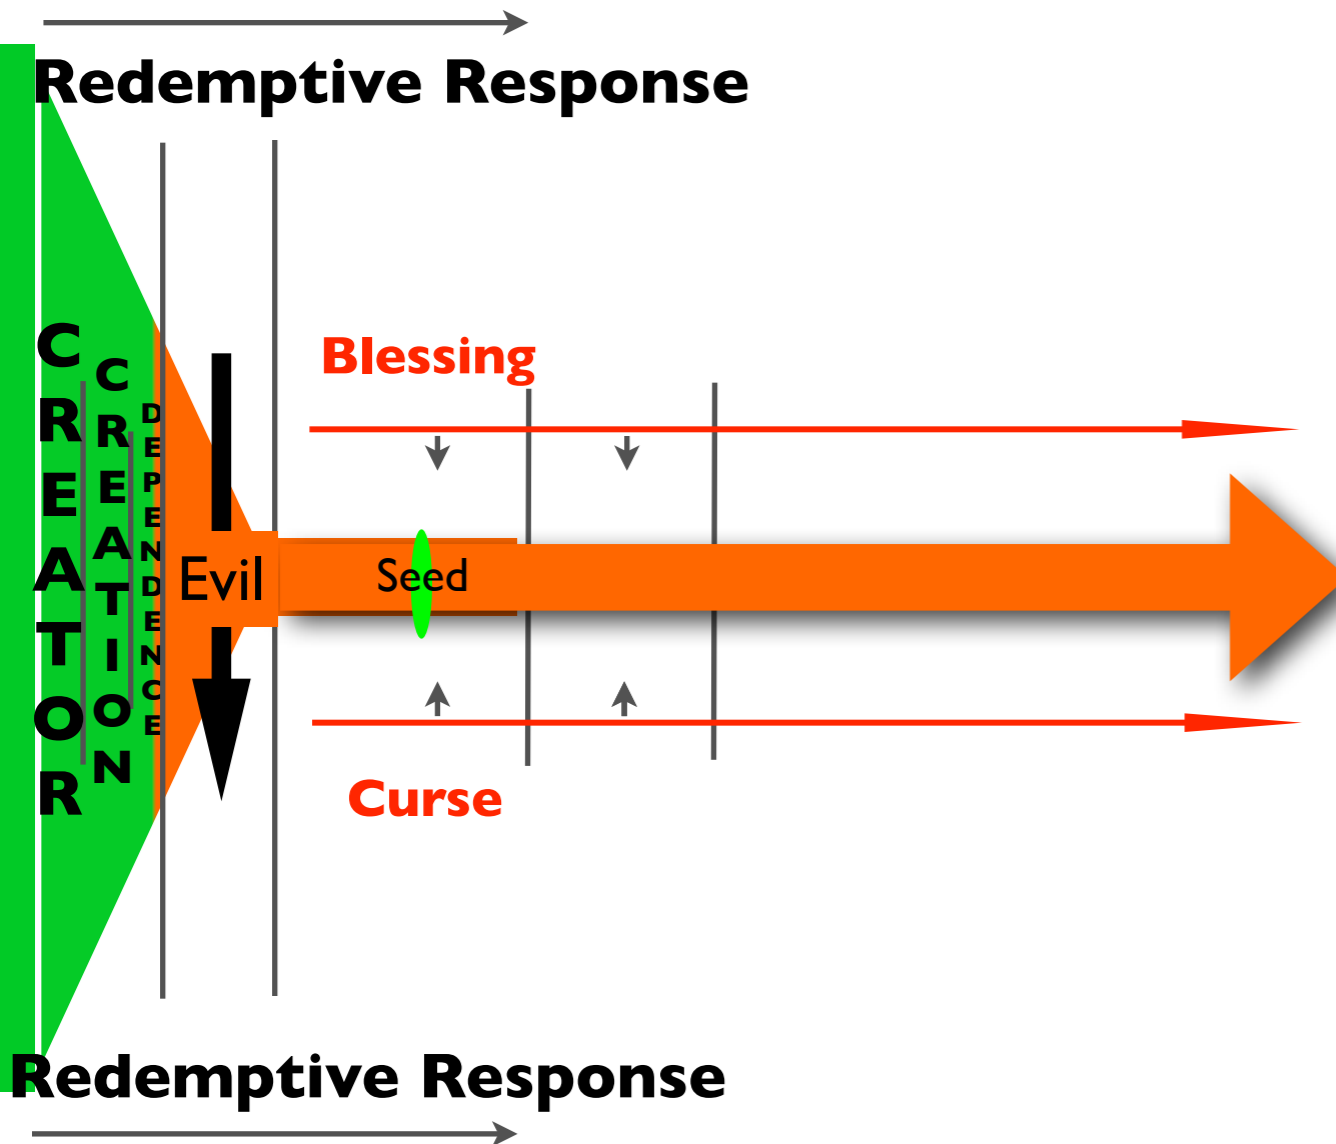 Redemptive Response
CREATOR
CREATION
DEPENDENCE
Evil
Blessing
Seed
Curse
Redemptive Response